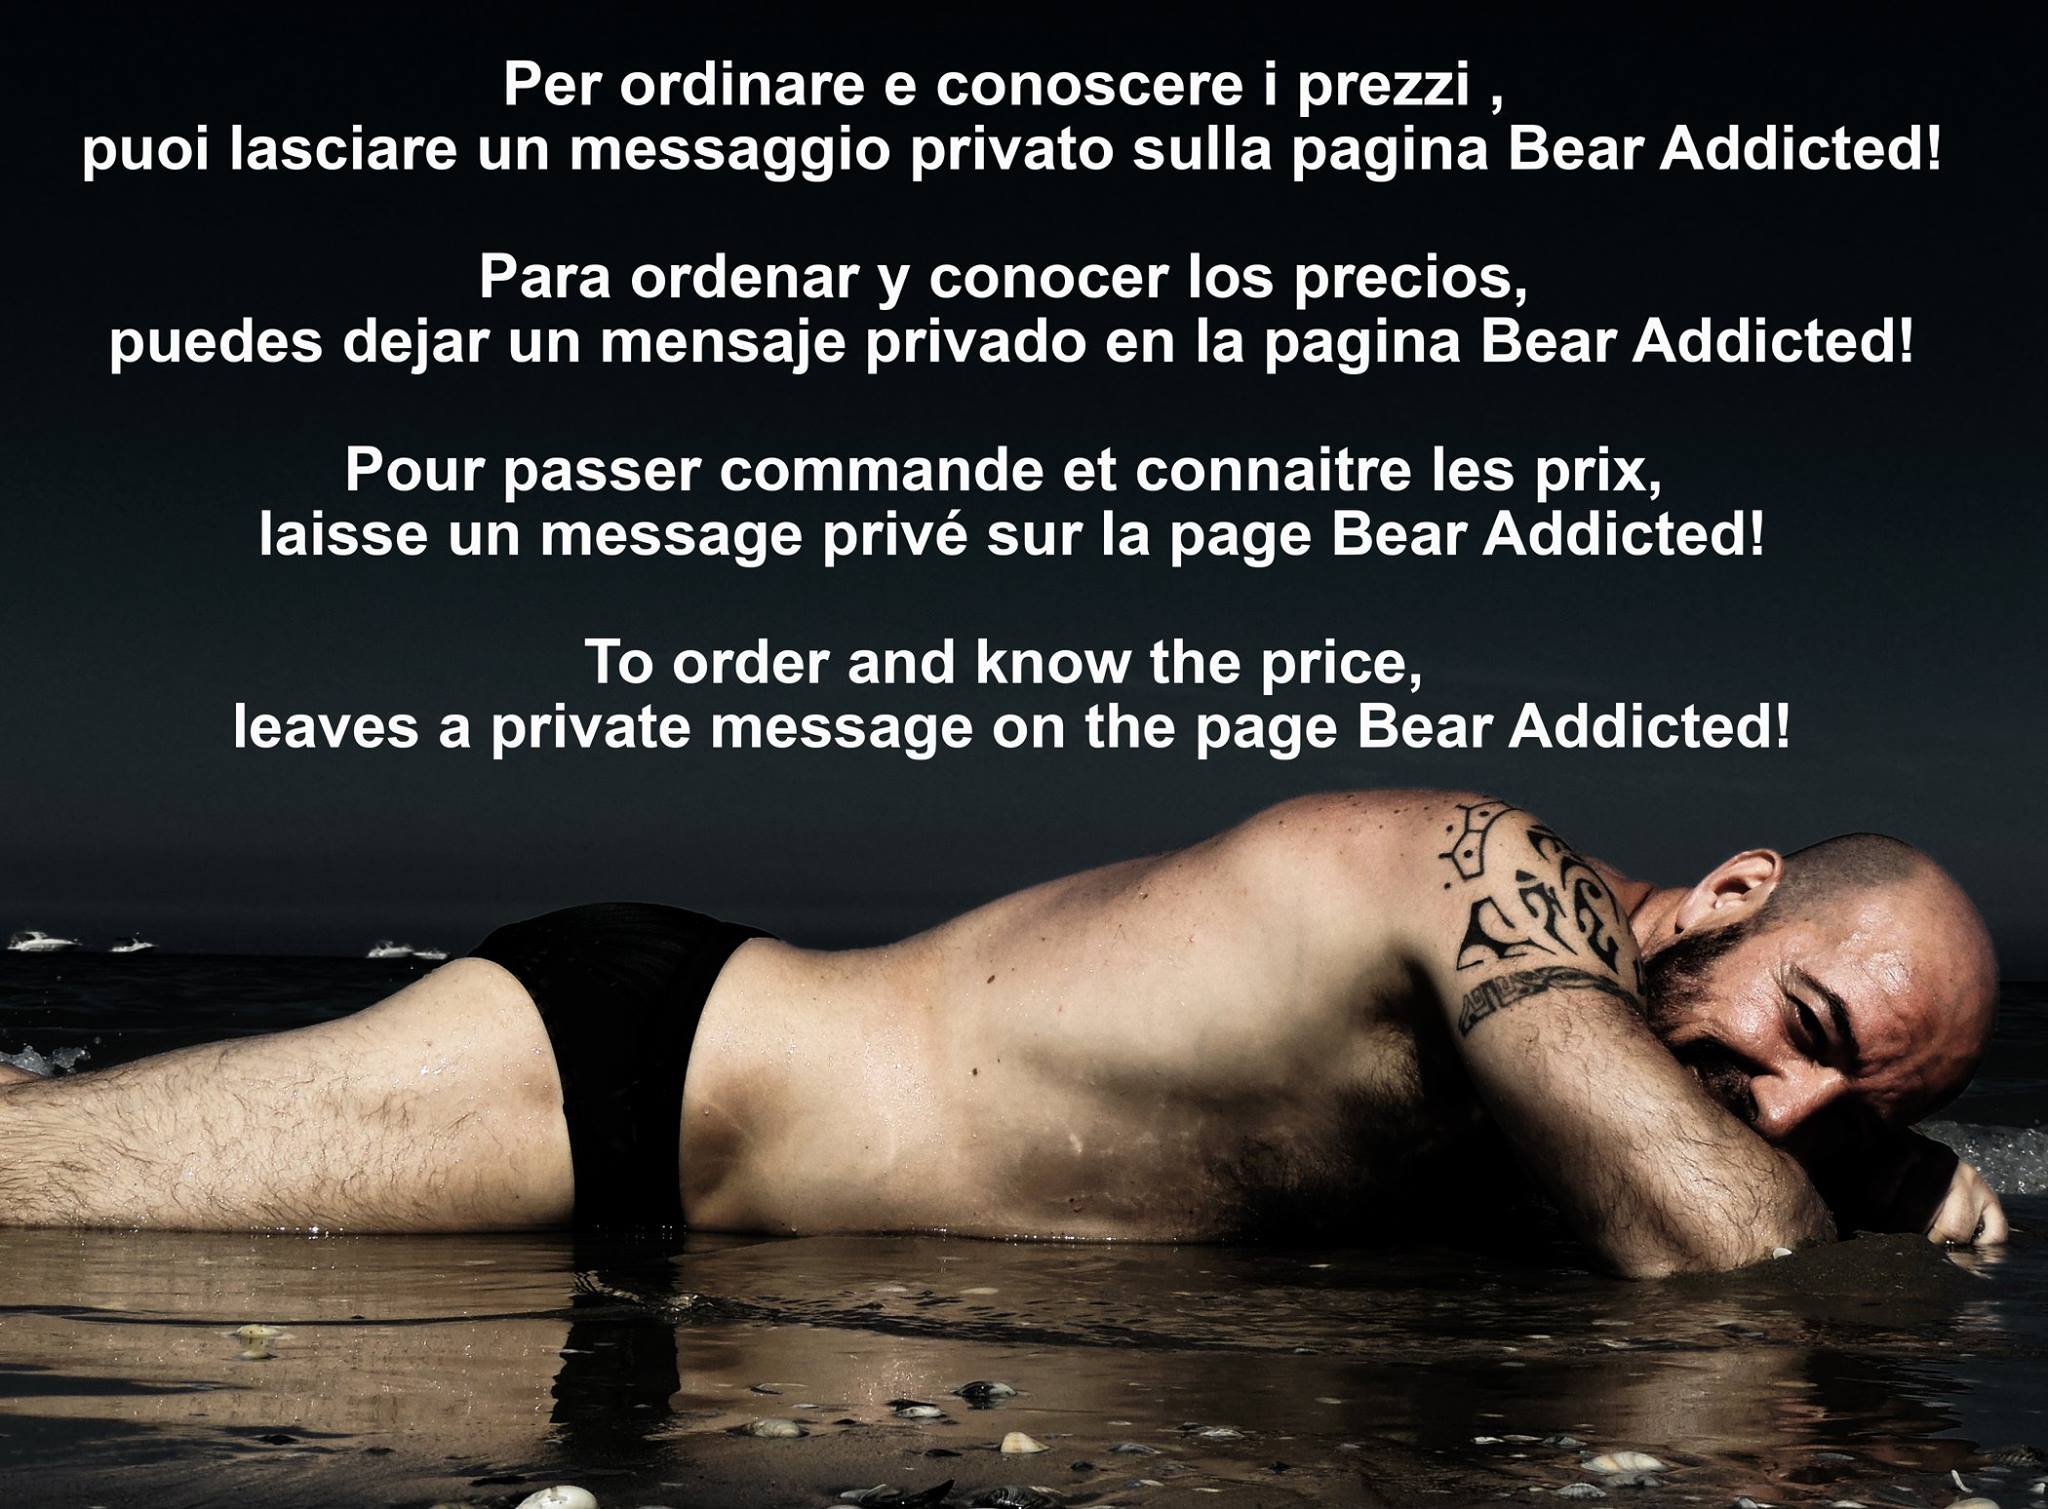 Per ordinare e conoscere i prezzi ,
puoi lasciare un messaggio privato sulla pagina Bear Addicted!
Para ordenar y conocer los precios,
puedes dejar un mensaje privado en la pagina Bear Addicted!
Pour passer commande et connaitre les prix,
laisse un message privé sur la page Bear Addicted!
To order and know the price,
leaves a private message on the page Bear Addicted!